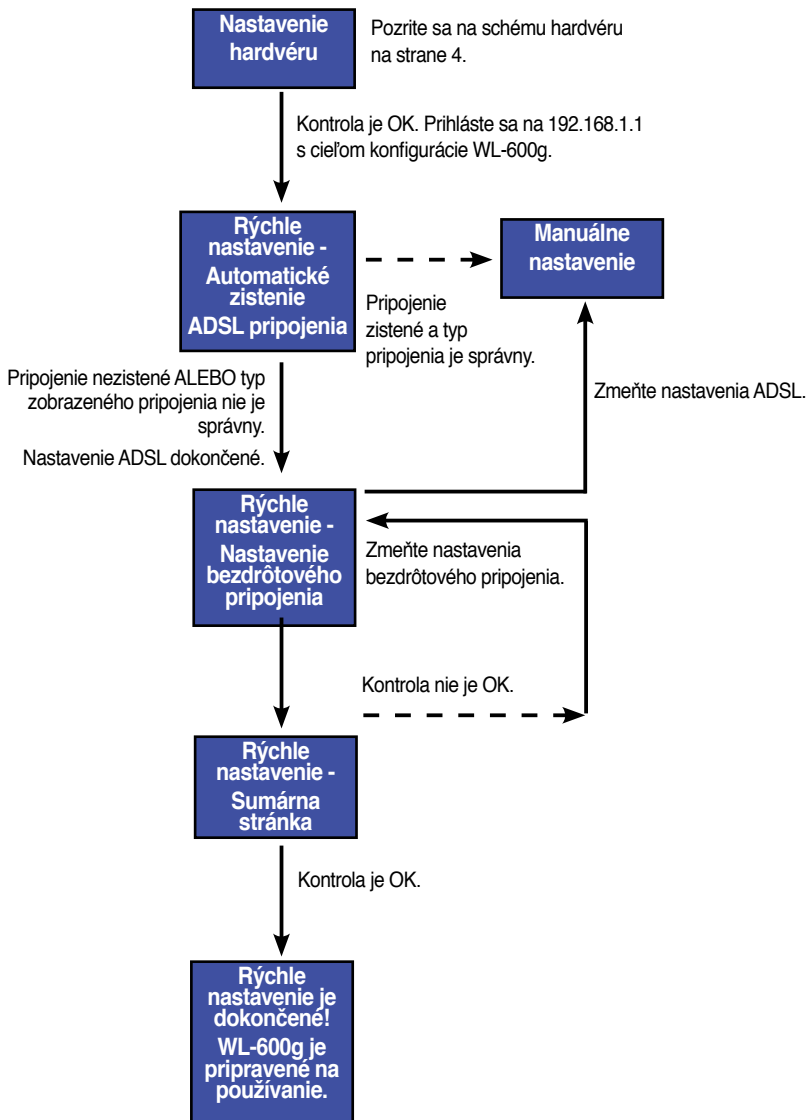 Nastavenie
hardvéru
Pozrite sa na schému hardvéru
na strane 4.
Kontrola je OK. Prihláste sa na 192.168.1.1
s cieľom konfigurácie WL-600g.
Rýchle
nastavenie -
Automatické
zistenie
ADSL pripojenia
Manuálne
nastavenie
Pripojenie
zistené a typ
pripojenia je správny.
Pripojenie nezistené ALEBO typ
zobrazeného pripojenia nie je
správny.
Nastavenie ADSL dokončené.
Zmeňte nastavenia ADSL.
Rýchle
nastavenie -
Nastavenie
bezdrôtového
pripojenia
Zmeňte nastavenia
bezdrôtového pripojenia.
Kontrola nie je OK.
Rýchle
nastavenie -
Sumárna
stránka
Kontrola je OK.
Rýchle
nastavenie je
dokončené!
WL-600g je
pripravené na
používanie.